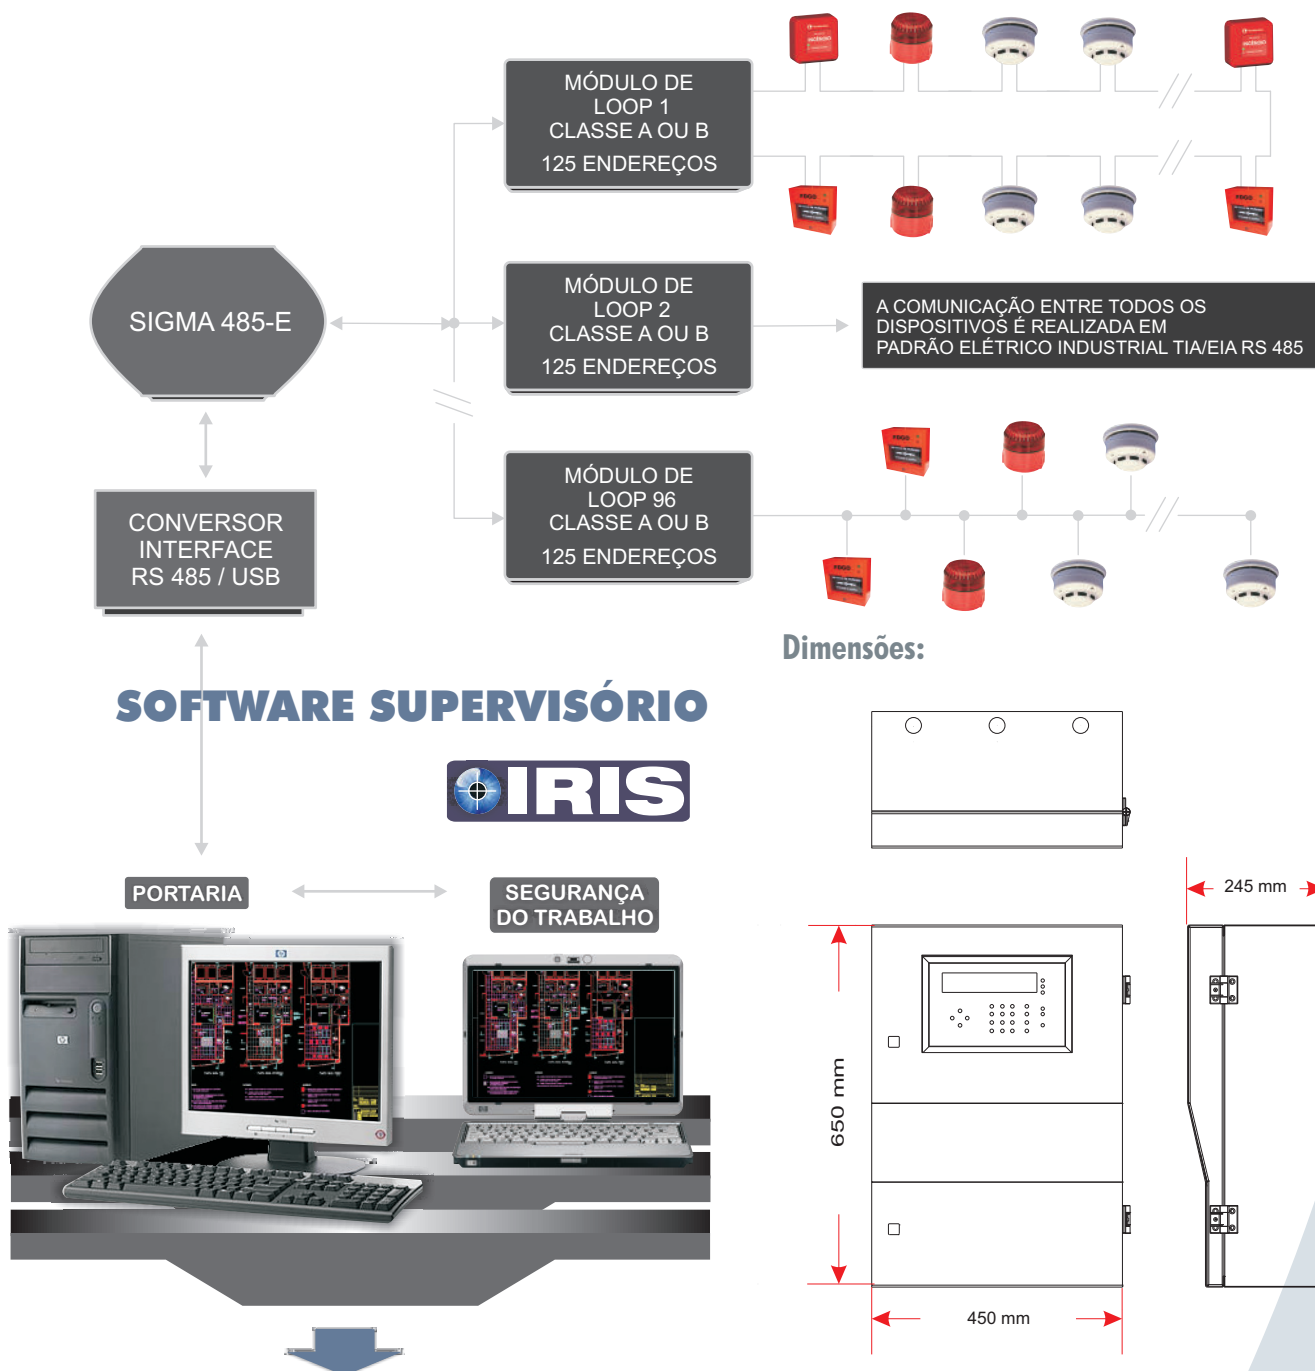 MÓDULO DE
LOOP 1
CLASSE A OU B
125 ENDEREÇOS
SIGMA 485-E
MÓDULO DE
LOOP 2
CLASSE A OU B
125 ENDEREÇOS
A COMUNICAÇÃO ENTRE TODOS OS
DISPOSITIVOS É REALIZADA EM
PADRÃO ELÉTRICO INDUSTRIAL TIA/EIA RS 485
MÓDULO DE
LOOP 96
CLASSE A OU B
125 ENDEREÇOS
CONVERSOR
INTERFACE
RS 485 / USB
Dimensões:
SOFTWARE SUPERVISÓRIO
IRIS
PORTARIA
SEGURANÇA
DO TRABALHO
245 mm
650 mm
450 mm